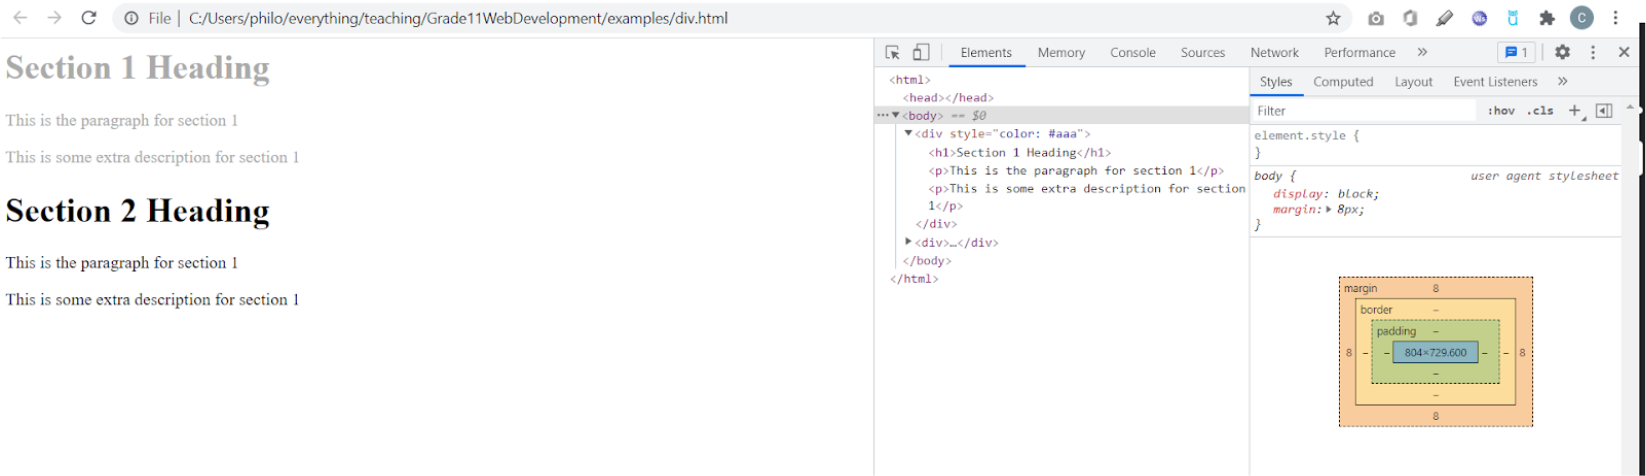 File | C:/Users/philo/everything/teaching/Grade11WebDevelopment/examples/div.html
C
Section 1 Heading
This is the paragraph for section 1
This is some extra description for section 1
Section 2 Heading
This is the paragraph for section 1
This is some extra description for section 1
Elements Memory Console Sources Network Performance » 1
<html>
<head></head>
··· ▼<body> == $0
▼<div style="color: #aaa">
<h1>Section 1 Heading</h1>
<p>This is the paragraph for section 1</p>
<p>This is some extra description for section
1</p>
</div>
▶<div>…</div>
</body>
</html>
Styles Computed Layout Event Listeners »
Filter :hov .cls +
element.style {
}
body { user agent stylesheet
display: block;
margin:▶ 8px;
}
margin 8
border –
padding –
8 – – 804×729.600 – – 8
–
–
8